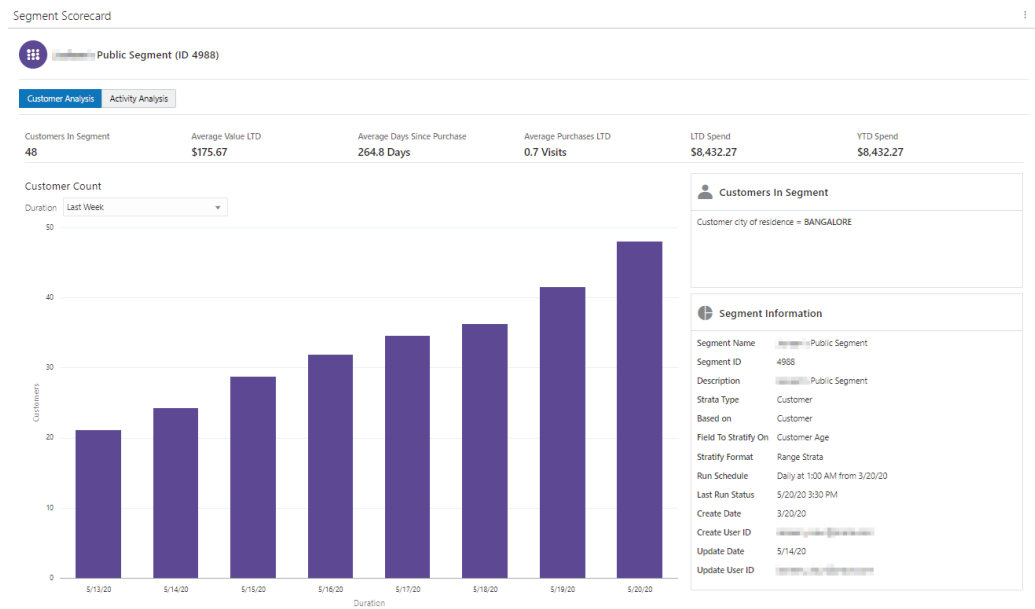 Segment Scorecard
Public Segment (ID 4988)
Customer Analysis Activity Analysis
Customers In Segment Average Value LTD Average Days Since Purchase Average Purchases LTD LTD Spend YTD Spend
48 $175.67 264.8 Days 0.7 Visits $8,432.27 $8,432.27
Customer Count
Duration Last Week
50
40
30
20
10
0
Customers
5/13/20 5/14/20 5/15/20 5/16/20 5/17/20 5/18/20 5/19/20 5/20/20
Duration
Customers In Segment
Customer city of residence = BANGALORE
Segment Information
Segment Name Public Segment
Segment ID 4988
Description Public Segment
Strata Type Customer
Based on Customer
Field To Stratify On Customer Age
Stratify Format Range Strata
Run Schedule Daily at 1:00 AM from 3/20/20
Last Run Status 5/20/20 3:30 PM
Create Date 3/20/20
Create User ID
Update Date 5/14/20
Update User ID